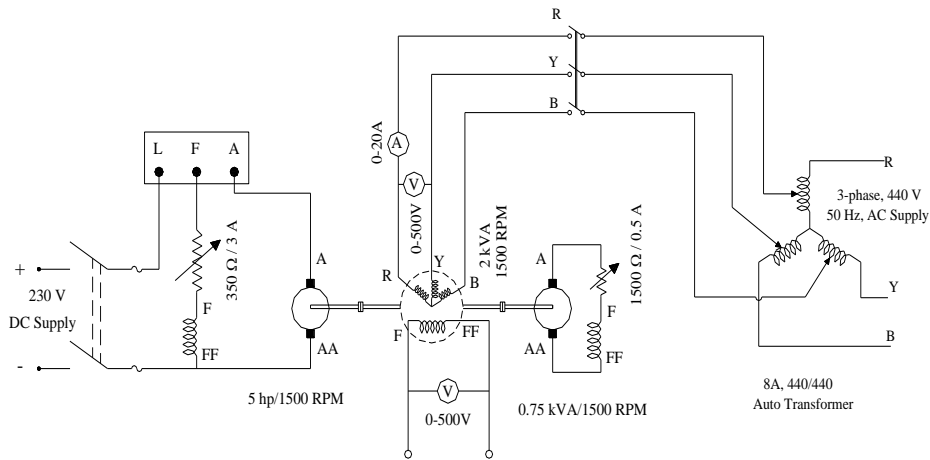 R
Y
B
L F A
0-20A
A
V
0-500V
350 Ω / 3 A
+
230 V
DC Supply
-
F
FF
A
AA
5 hp/1500 RPM
R
Y
B
2 kVA
1500 RPM
F
FF
V
0-500V
A
AA
1500 Ω / 0.5 A
F
FF
0.75 kVA/1500 RPM
R
3-phase, 440 V
50 Hz, AC Supply
Y
B
8A, 440/440
Auto Transformer